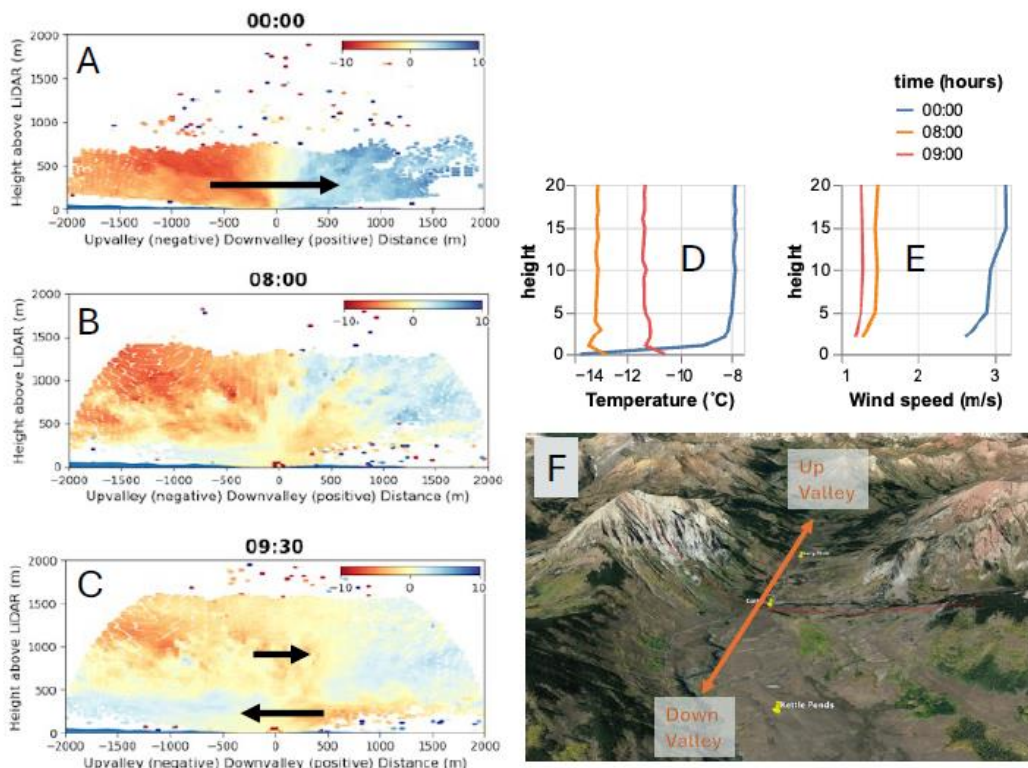 00:00
A
Height above LiDAR (m)
2000
1500
1000
500
0
-10 0 10
-2000 -1500 -1000 -500 0 500 1000 1500 2000
Upvalley (negative) Downvalley (positive) Distance (m)
08:00
B
Height above LiDAR (m)
2000
1500
1000
500
0
-10 0 10
-2000 -1500 -1000 -500 0 500 1000 1500 2000
Upvalley (negative) Downvalley (positive) Distance (m)
09:30
C
Height above LiDAR (m)
2000
1500
1000
500
0
-10 0 10
-2000 -1500 -1000 -500 0 500 1000 1500 2000
Upvalley (negative) Downvalley (positive) Distance (m)
time (hours)
00:00
08:00
09:00
D
height
20
15
10
5
0
−14 −12 −10 −8
Temperature (˚C)
E
height
20
15
10
5
0
1 2 3
Wind speed (m/s)
F
Up
Valley
Down
Valley
Kettle Ponds